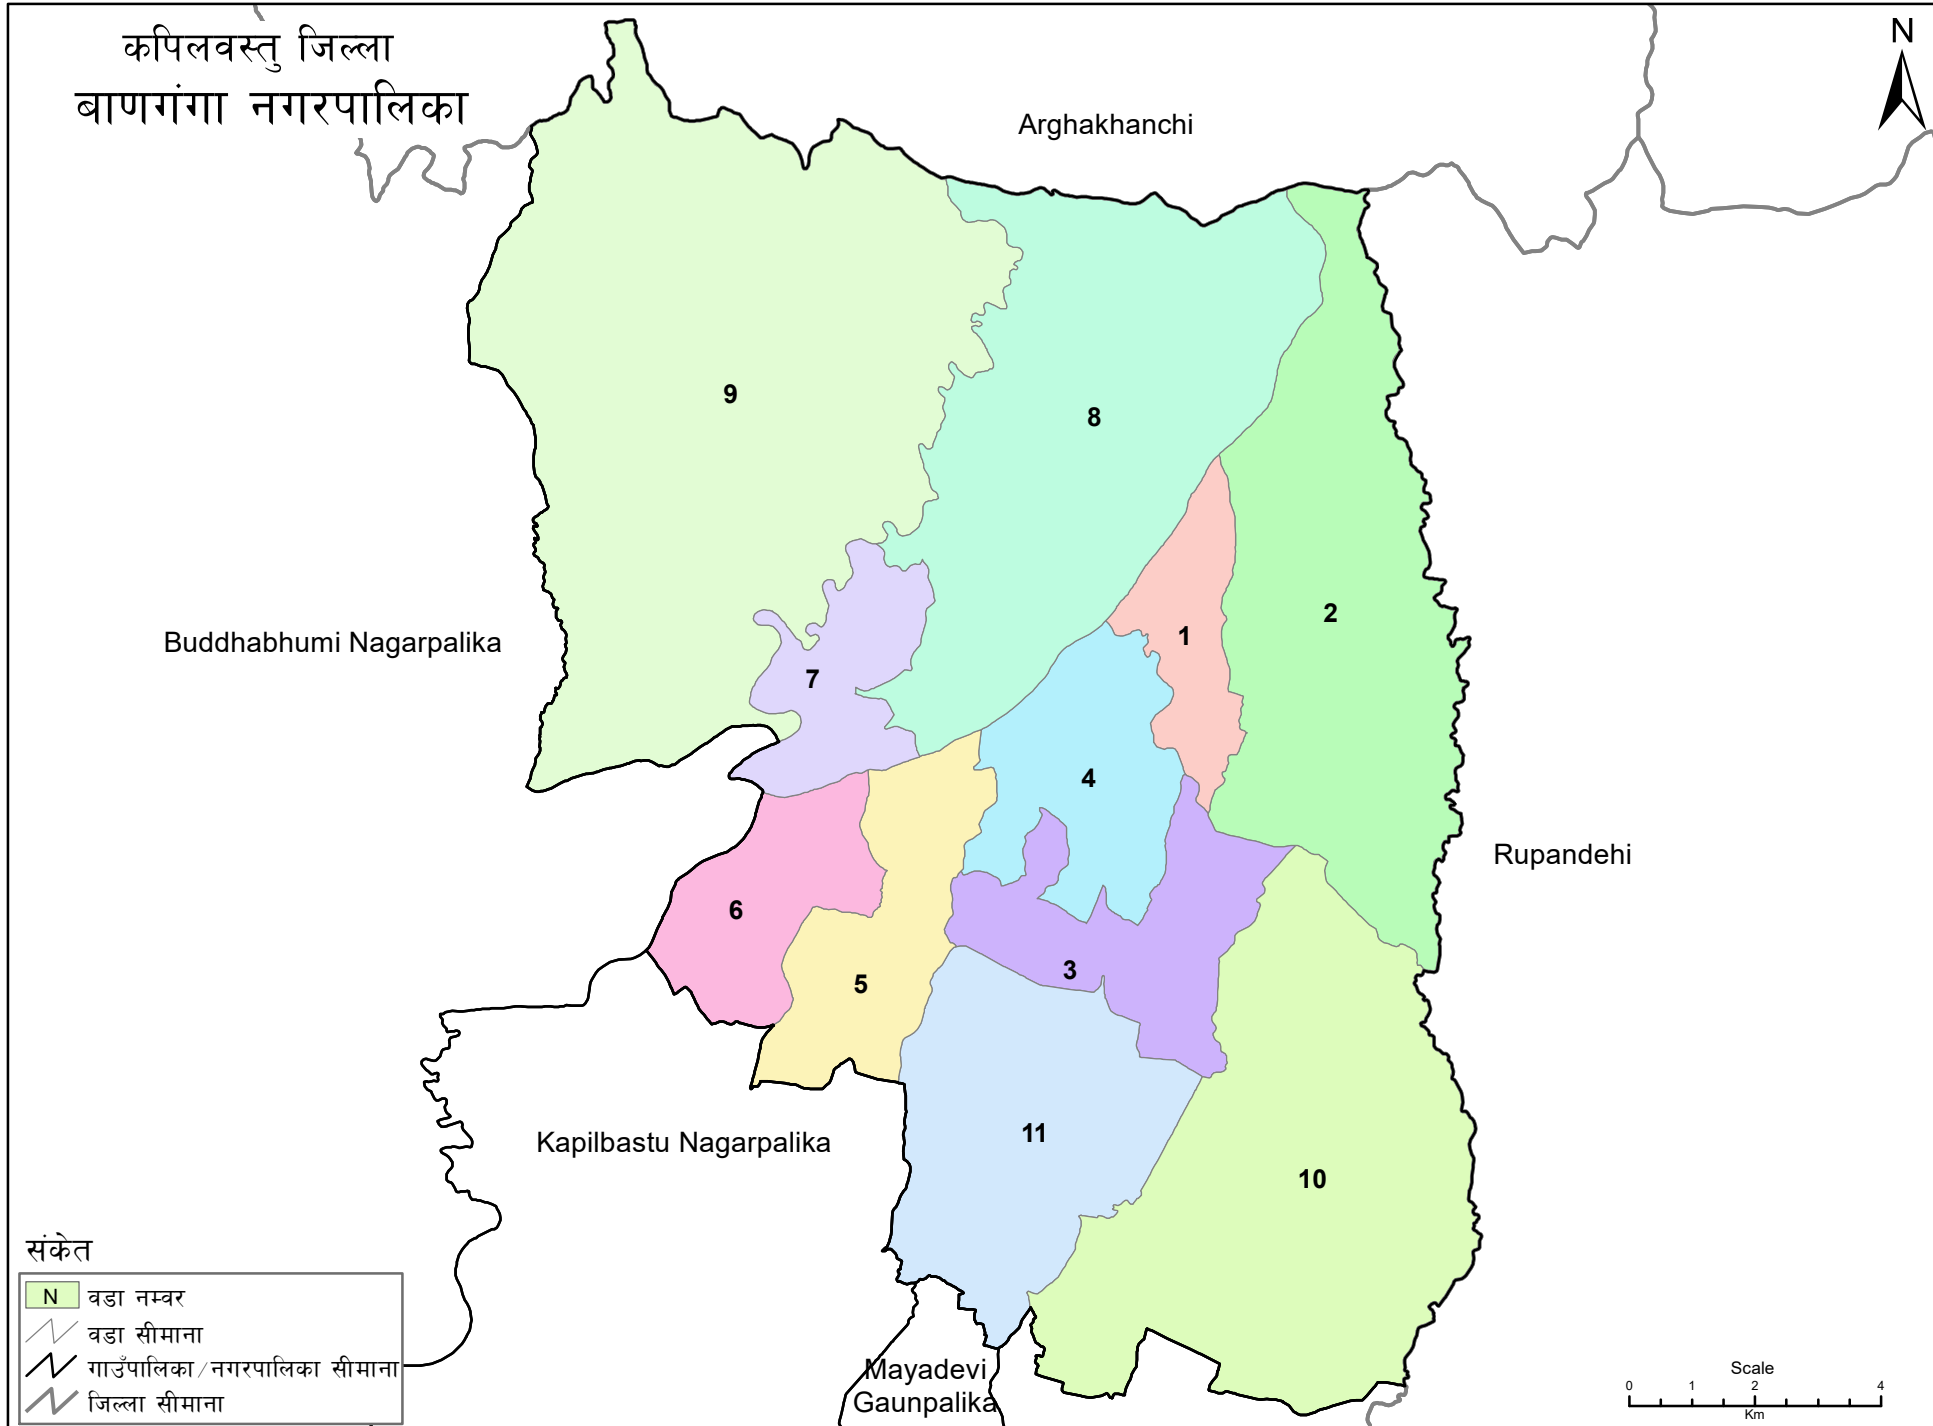 कपिलवस्तु जिल्ला
बाणगंगा नगरपालिका
N
Arghakhanchi
9
8
2
1
Buddhabhumi Nagarpalika
7
4
Rupandehi
6
3
5
11
Kapilbastu Nagarpalika
10
संकेत
N वडा नम्वर
वडा सीमाना
गाउँपालिका/नगरपालिका सीमाना
जिल्ला सीमाना
Mayadevi
Gaunpalika
Scale
0 1 2 4
Km